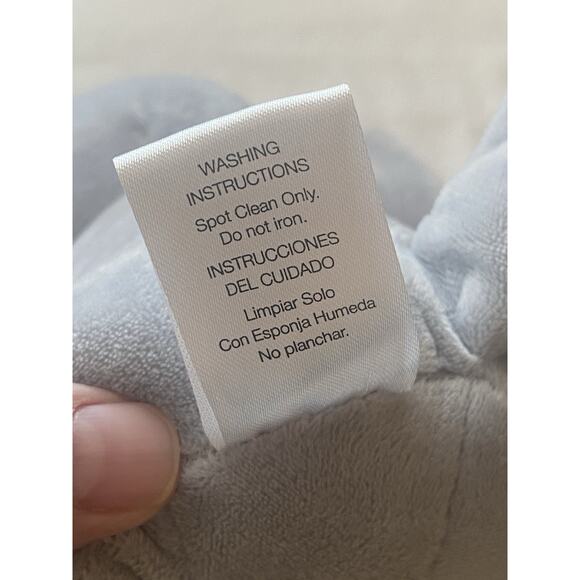 WASHING
INSTRUCTIONS
Spot Clean Only.
Do not iron.
INSTRUCCIONES
DEL CUIDADO
Limpiar Solo
Con Esponja Humeda
No planchar.